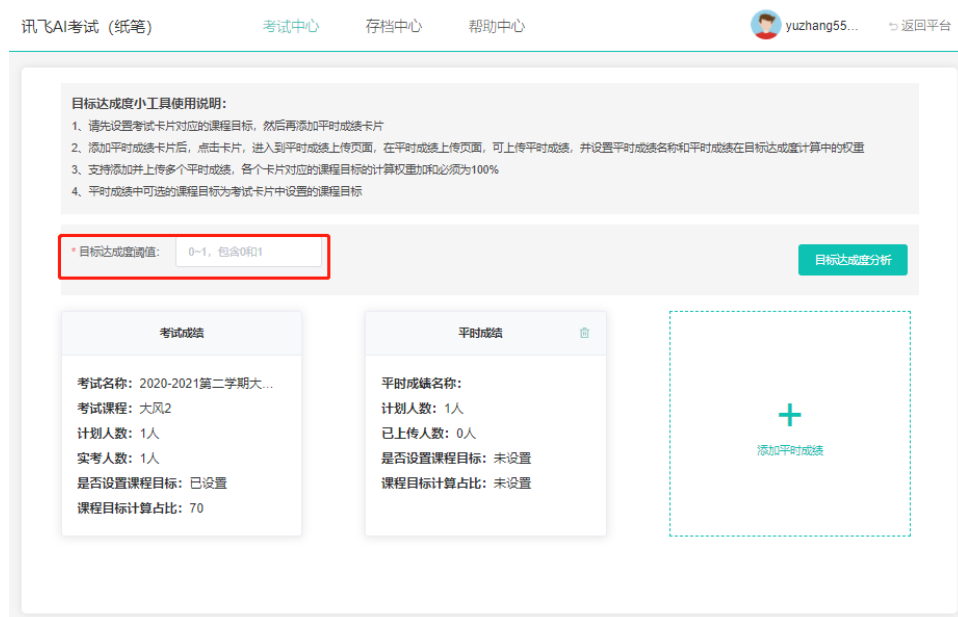 讯飞AI考试（纸笔） 考试中心 存档中心 帮助中心 yuzhang55... 返回平台
目标达成度小工具使用说明：
1、请先设置考试卡片对应的课程目标，然后再添加平时成绩卡片
2、添加平时成绩卡片后，点击卡片，进入到平时成绩上传页面，在平时成绩上传页面，可上传平时成绩，并设置平时成绩名称和平时成绩在目标达成度计算中的权重
3、支持添加并上传多个平时成绩，各个卡片对应的课程目标的计算权重加和必须为100%
4、平时成绩中可选的课程目标为考试卡片中设置的课程目标
* 目标达成度阈值： 0~1，包含0和1 目标达成度分析
考试成绩
考试名称：2020-2021第二学期大...
考试课程：大风2
计划人数：1人
实考人数：1人
是否设置课程目标：已设置
课程目标计算占比：70
平时成绩
平时成绩名称：
计划人数：1人
已上传人数：0人
是否设置课程目标：未设置
课程目标计算占比：未设置
添加平时成绩